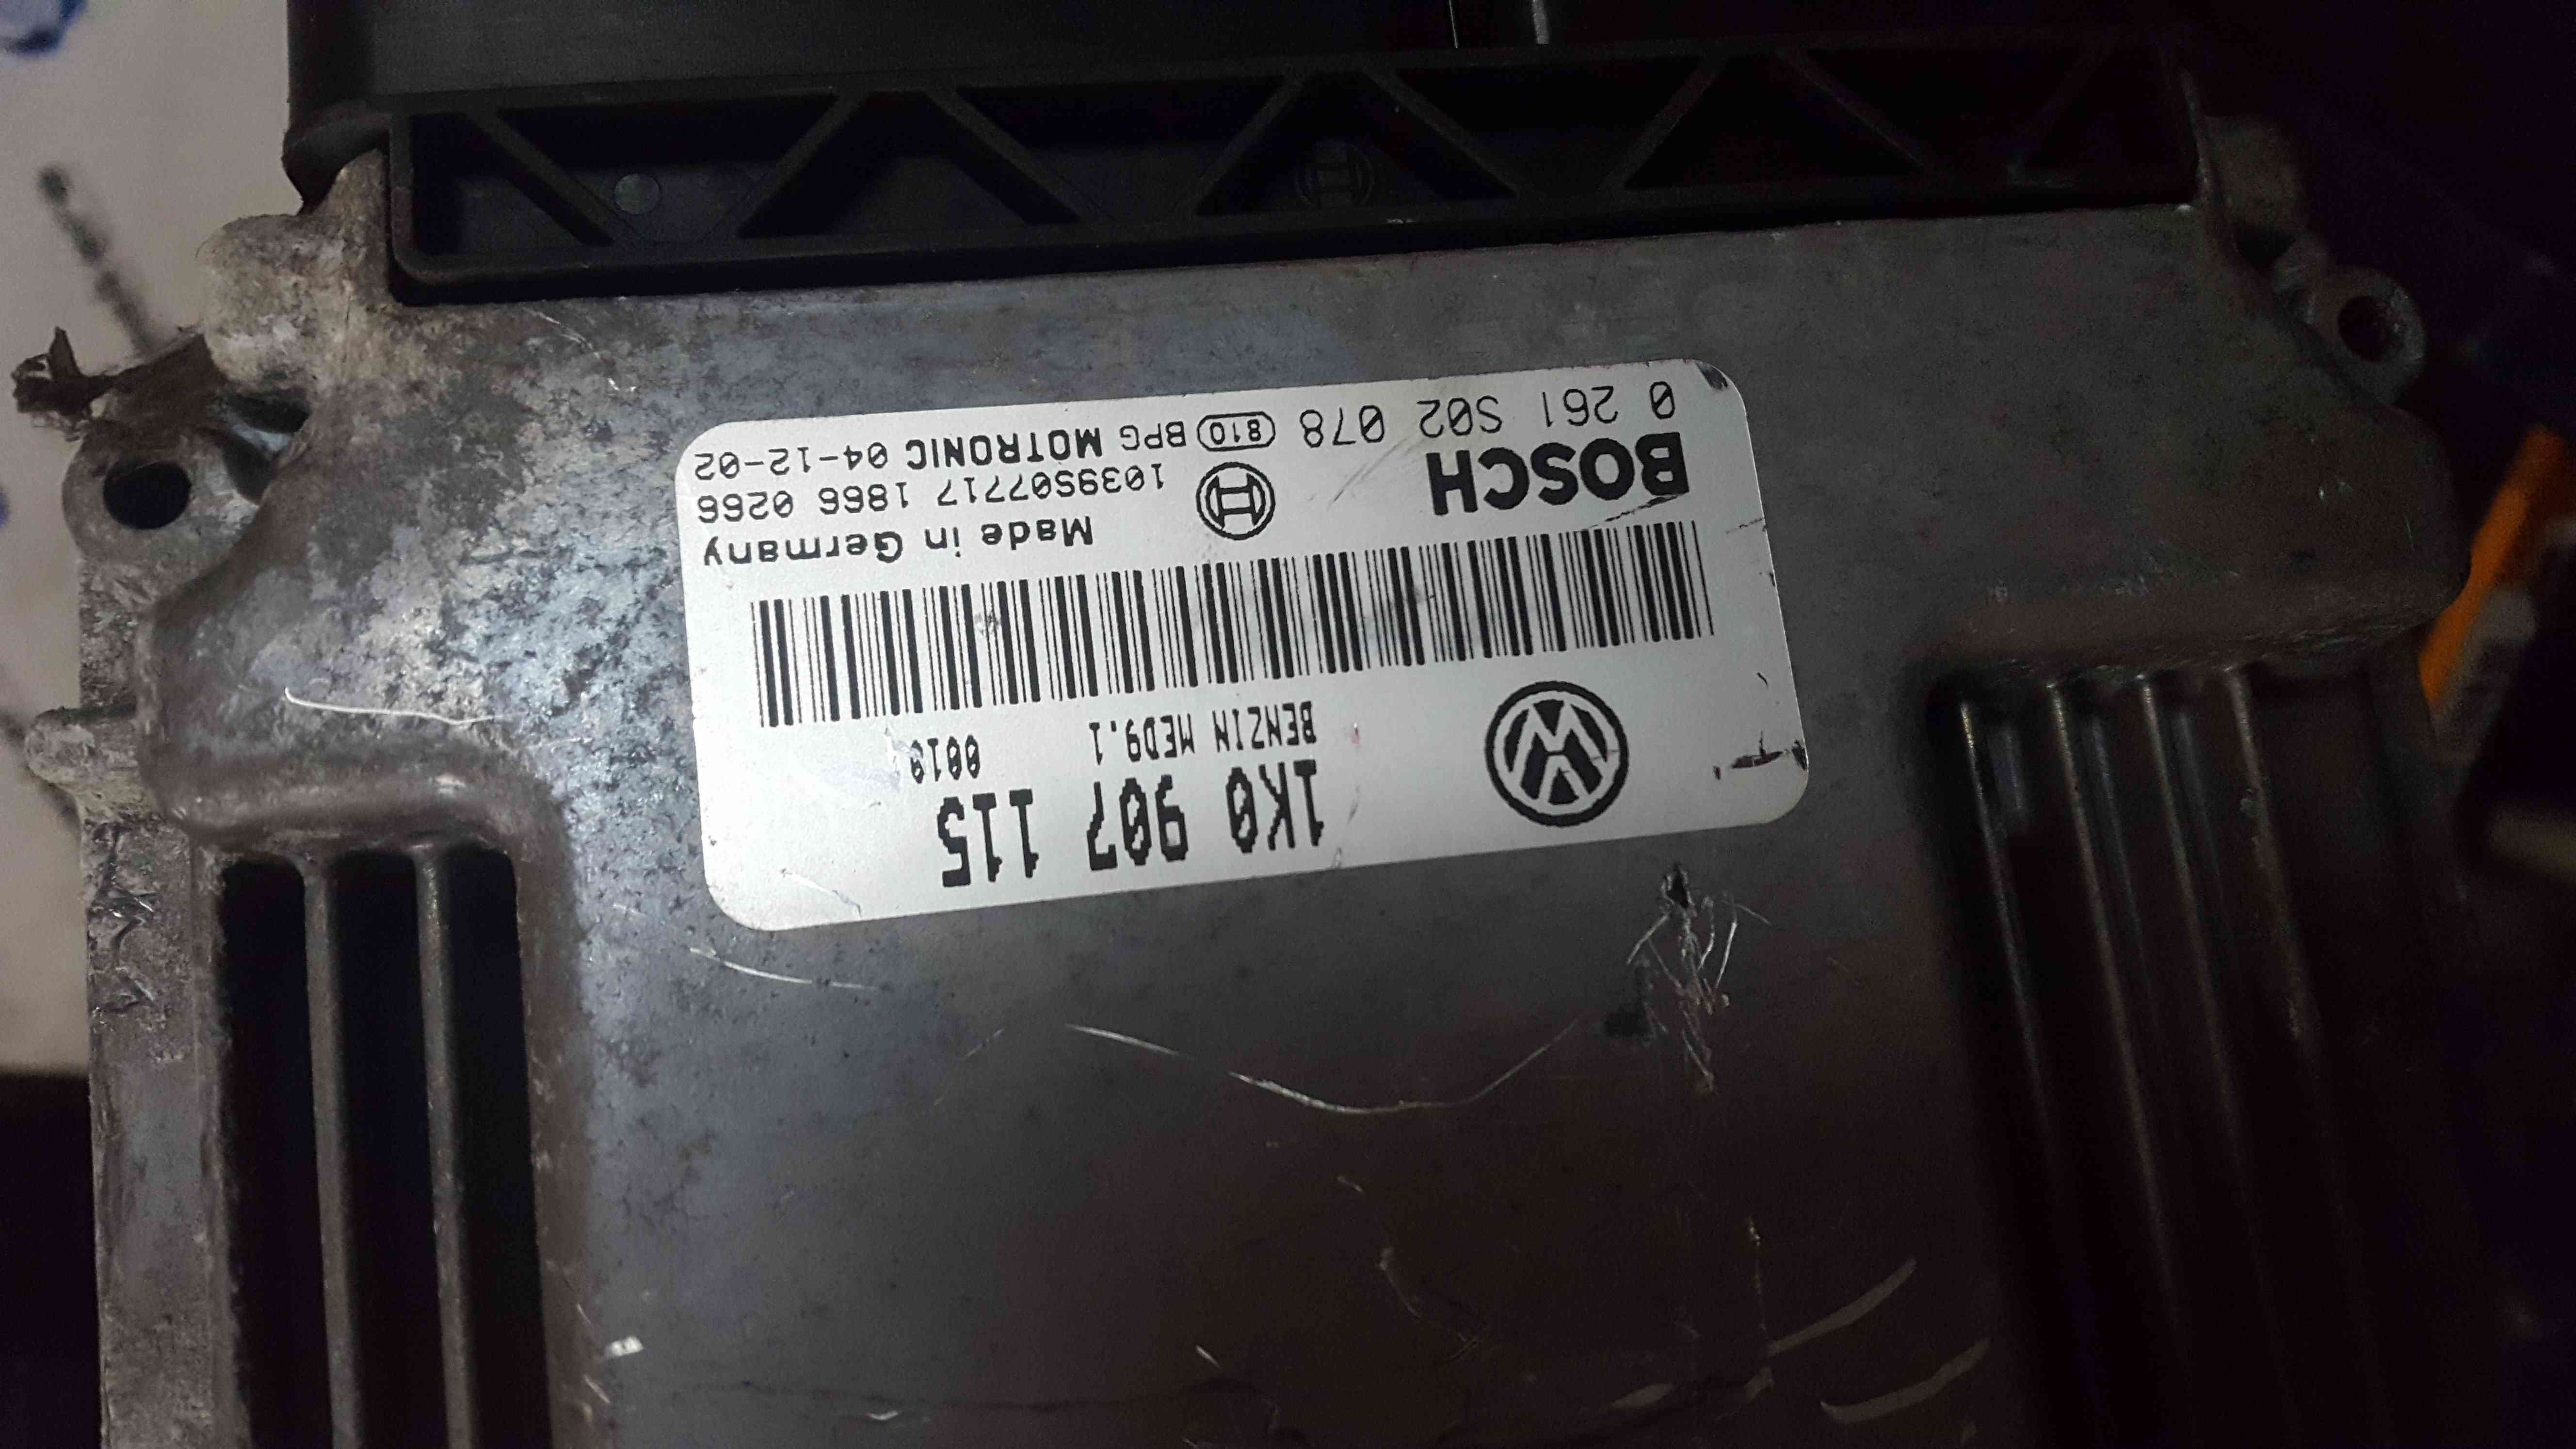 1K0 907 115
BENZIN MED9.1
BOSCH
Made in Germany
1039S07717 1866 0266
0 261 S02 078 810 BPG MOTRONIC 04-12-02